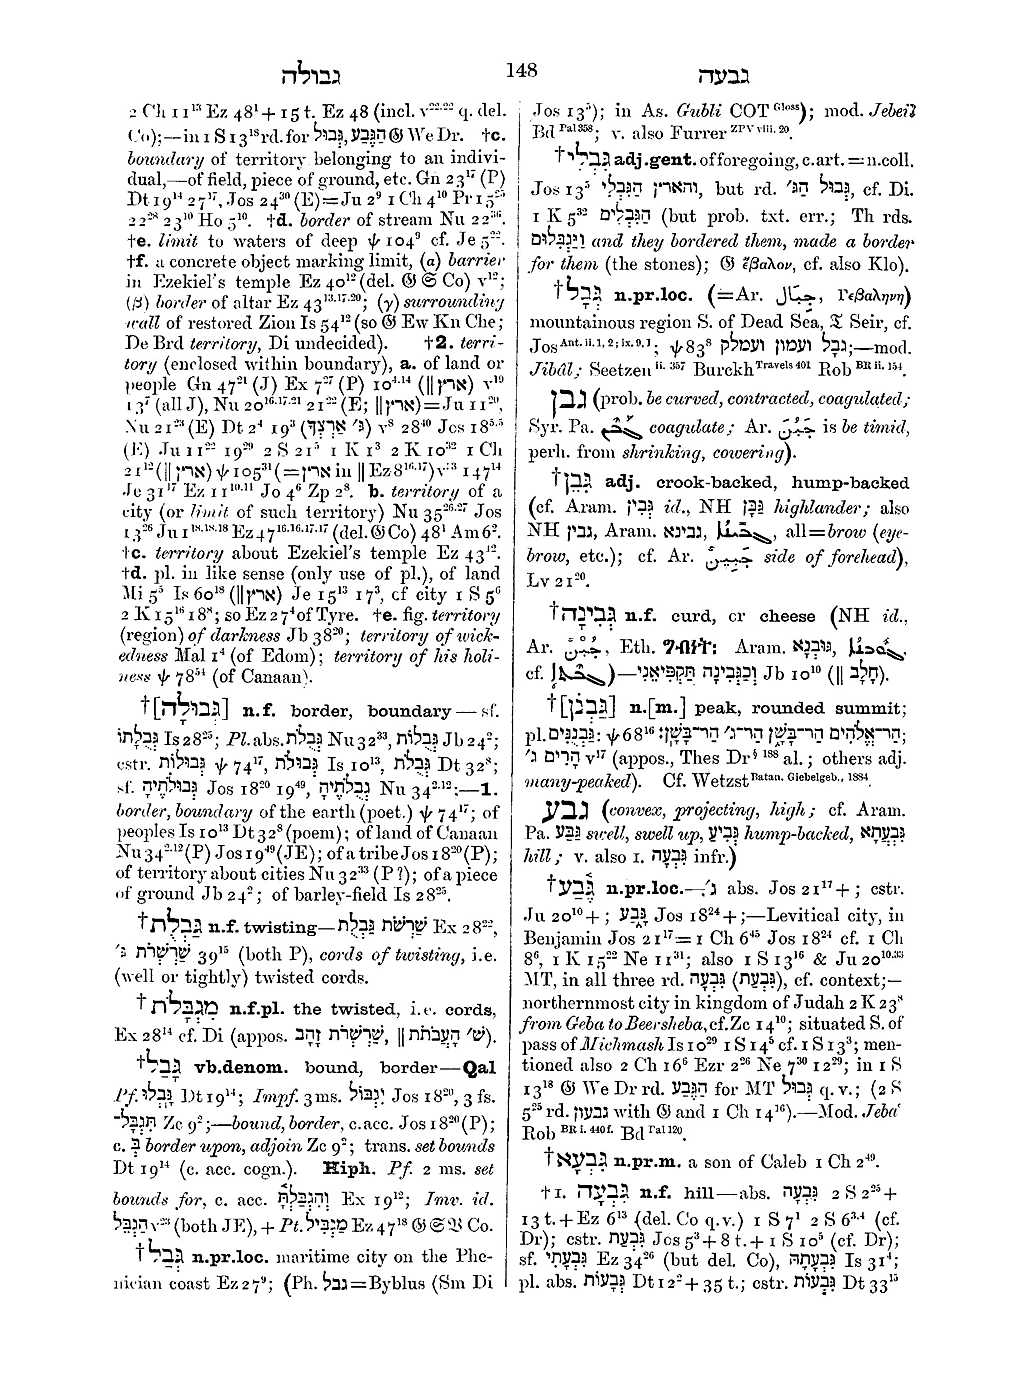 גבולה 148 גבעה
2 Ch 11¹³ Ez 48¹ + 15 t. Ez 48 (incl. v²²·²² q. del.
Co);—in 1 S 13¹⁸ rd. for גְּבוּל, הַגֶּבַע 𝔊 We Dr. †c.
boundary of territory belonging to an indivi-
dual,—of field, piece of ground, etc. Gn 23¹⁷ (P)
Dt 19¹⁴ 27¹⁷, Jos 24³⁰ (E) = Ju 2⁹ 1 Ch 4¹⁰ Pr 15²⁵
22²⁸ 23¹⁰ Ho 5¹⁰. †d. border of stream Nu 22³⁶.
†e. limit to waters of deep ψ 104⁹ cf. Je 5²².
†f. a concrete object marking limit, (a) barrier
in Ezekiel's temple Ez 40¹² (del. 𝔊 𝔖 Co) v¹²;
(β) border of altar Ez 43¹³·¹⁷·²⁰; (γ) surrounding
wall of restored Zion Is 54¹² (so 𝔊 Ew Kn Che;
De Brd territory, Di undecided). †2. terri-
tory (enclosed within boundary), a. of land or
people Gn 47²¹ (J) Ex 7²⁷ (P) 10⁴·¹⁴ (‖ אֶרֶץ) v¹⁹
13⁷ (all J), Nu 20¹⁶·¹⁷·²¹ 21²² (E; ‖ אֶרֶץ) = Ju 11²⁰,
Nu 21²³ (E) Dt 2⁴ 19³ (ג׳ אַרְצְךָ) v⁸ 28⁴⁰ Jos 18⁵·⁵
(E) Ju 11²² 19²⁹ 2 S 21⁵ 1 K 1³ 2 K 10³² 1 Ch
21¹² (‖ אֶרֶץ) ψ 105³¹ (= אֶרֶץ in ‖ Ez 8¹⁶·¹⁷) v³³ 147¹⁴
Je 31¹⁷ Ez 11¹⁰·¹¹ Jo 4⁶ Zp 2⁸. b. territory of a
city (or limit of such territory) Nu 35²⁶·²⁷ Jos
13²⁶ Ju 1¹⁸·¹⁸·¹⁸ Ez 47¹⁶·¹⁶·¹⁷·¹⁷ (del. 𝔊 Co) 48¹ Am 6².
†c. territory about Ezekiel's temple Ez 43¹².
†d. pl. in like sense (only use of pl.), of land
Mi 5⁵ Is 60¹⁸ (‖ אֶרֶץ) Je 15¹³ 17³, cf city 1 S 5⁶
2 K 15¹⁶ 18⁸; so Ez 27⁴ of Tyre. †e. fig. territory
(region) of darkness Jb 38²⁰; territory of wick-
edness Mal 1⁴ (of Edom); territory of his holi-
ness ψ 78⁵⁴ (of Canaan).
†[גְּבוּלָה] n.f. border, boundary — sf.
גְּבֻלָתוֹ Is 28²⁵; Pl. abs. גְּבֻלֹת Nu 32³³, גְּבֻלוֹת Jb 24²;
cstr. גְּבוּלוֹת ψ 74¹⁷, גְּבוּלֹת Is 10¹³, גְּבֻלֹת Dt 32⁸;
sf. גְּבוּלֹתֶיהָ Jos 18²⁰ 19⁴⁹, גְּבֻלֹתֶיהָ Nu 34²·¹²;—1.
border, boundary of the earth (poet.) ψ 74¹⁷; of
peoples Is 10¹³ Dt 32⁸ (poem); of land of Canaan
Nu 34²·¹² (P) Jos 19⁴⁹ (JE); of a tribe Jos 18²⁰ (P);
of territory about cities Nu 32³³ (P ?); of a piece
of ground Jb 24²; of barley-field Is 28²⁵.
†גַּבְלֻת n.f. twisting—שַׁרְשֹׁת גַּבְלֻת Ex 28²²,
שַׁרְשְׁרֹת ג׳ 39¹⁵ (both P), cords of twisting, i.e.
(well or tightly) twisted cords.
†מִגְבָּלֹת n.f.pl. the twisted, i.e. cords,
Ex 28¹⁴ cf. Di (appos. שַׁרְשְׁרֹת זָהָב, ‖ שׁ׳ הָעֲבֹתֹת).
†גָּבַל vb.denom. bound, border—Qal
Pf. גָּבְלוּ Dt 19¹⁴; Impf. 3 ms. יִגְבּוֹל Jos 18²⁰, 3 fs.
תִּגְבָּל־ Zc 9²;—bound, border, c. acc. Jos 18²⁰ (P);
c. בְּ border upon, adjoin Zc 9²; trans. set bounds
Dt 19¹⁴ (c. acc. cogn.). Hiph. Pf. 2 ms. set
bounds for, c. acc. וְהִגְבַּלְתָּ Ex 19¹²; Imv. id.
הַגְבֵּל v²³ (both JE), + Pt. מַגְבִּיל Ez 47¹⁸ 𝔊 𝔖 𝔙 Co.
†גְּבַל n.pr.loc. maritime city on the Phe-
nician coast Ez 27⁹; (Ph. גבל = Byblus (Sm Di
Jos 13⁵); in As. Gubli COT Gloss); mod. Jebeil
Bd Pal 358; v. also Furrer ZPV viii. 20.
†גִּבְלִי adj.gent. of foregoing, c. art. = n.coll.
Jos 13⁵ וְהָאָרֶץ הַגִּבְלִי, but rd. גְּבוּל הַגּ׳, cf. Di.
1 K 5³² הַגִּבְלִים (but prob. txt. err.; Th rds.
וַיַּגְבִּלוּם and they bordered them, made a border
for them (the stones); 𝔊 ἔβαλον, cf. also Klo).
†גְּבָל n.pr.loc. (= Ar. جبال, Γεβαληνη)
mountainous region S. of Dead Sea, 𝔗 Seir, cf.
Jos Ant. ii. 1, 2; ix. 9, 1; ψ 83⁸ גְּבָל וְעַמּוֹן וַעֲמָלֵק;—mod.
Jibâl; Seetzen ii. 357 Burckh Travels 401 Rob BR ii. 154.
גבן (prob. be curved, contracted, coagulated;
Syr. Pa. coagulate; Ar. جبن is be timid,
perh. from shrinking, cowering).
†גִּבֵּן adj. crook-backed, hump-backed
(cf. Aram. גְּבִין id., NH גַּבָּן highlander; also
NH גבין, Aram. גבינא, all = brow (eye-
brow, etc.); cf. Ar. جبين side of forehead),
Lv 21²⁰.
†גְּבִינָה n.f. curd, or cheese (NH id.,
Ar. جبن, Eth. Aram. גּוּבְנָא,
cf. )—וְכַגְּבִינָה תַּקְפִּיאֵנִי Jb 10¹⁰ (‖ חָלָב).
†[גַּבְנֹן] n.[m.] peak, rounded summit;
pl. גַּבְנֻנִּים: ψ 68¹⁶ הַר־אֱלֹהִים הַר־בָּשָׁן הַר־ג׳ הַר־בָּשָׁן;
הָרִים ג׳ v¹⁷ (appos., Thes Dr § 188 al.; others adj.
many-peaked). Cf. Wetzst Batan. Giebelgeb., 1884.
גבע (convex, projecting, high; cf. Aram.
Pa. גַּבַּע swell, swell up, גְּבִיעַ hump-backed, גִּבְעֲתָא
hill; v. also 1. גִּבְעָה infr.)
†גֶּבַע n.pr.loc.—ג׳ abs. Jos 21¹⁷ +; cstr.
Ju 20¹⁰ +; גָּבַע Jos 18²⁴ +;—Levitical city, in
Benjamin Jos 21¹⁷ = 1 Ch 6⁴⁵ Jos 18²⁴ cf. 1 Ch
8⁶, 1 K 15²² Ne 11³¹; also 1 S 13¹⁶ & Ju 20¹⁰·³³
MT, in all three rd. גִּבְעָה (גִּבְעַת), cf. context;—
northernmost city in kingdom of Judah 2 K 23⁸
from Geba to Beersheba, cf. Zc 14¹⁰; situated S. of
pass of Michmash Is 10²⁹ 1 S 14⁵ cf. 1 S 13³; men-
tioned also 2 Ch 16⁶ Ezr 2²⁶ Ne 7³⁰ 12²⁹; in 1 S
13¹⁸ 𝔊 We Dr rd. הַגֶּבַע for MT גְּבוּל q.v.; (2 S
5²⁵ rd. גִּבְעוֹן with 𝔊 and 1 Ch 14¹⁶).—Mod. Jeba'
Rob BR i. 440 f. Bd Pal 120.
†גִּבְעָא n.pr.m. a son of Caleb 1 Ch 2⁴⁹.
†1. גִּבְעָה n.f. hill—abs. גִּבְעָה 2 S 2²⁵ +
13 t. + Ez 6¹³ (del. Co q.v.) 1 S 7¹ 2 S 6³·⁴ (cf.
Dr); cstr. גִּבְעַת Jos 5³ + 8 t. + 1 S 10⁵ (cf. Dr);
sf. גִּבְעָתִי Ez 34²⁶ (but del. Co), גִּבְעָתָהּ Is 31⁴;
pl. abs. גְּבָעוֹת Dt 12² + 35 t.; cstr. גִּבְעוֹת Dt 33¹⁵